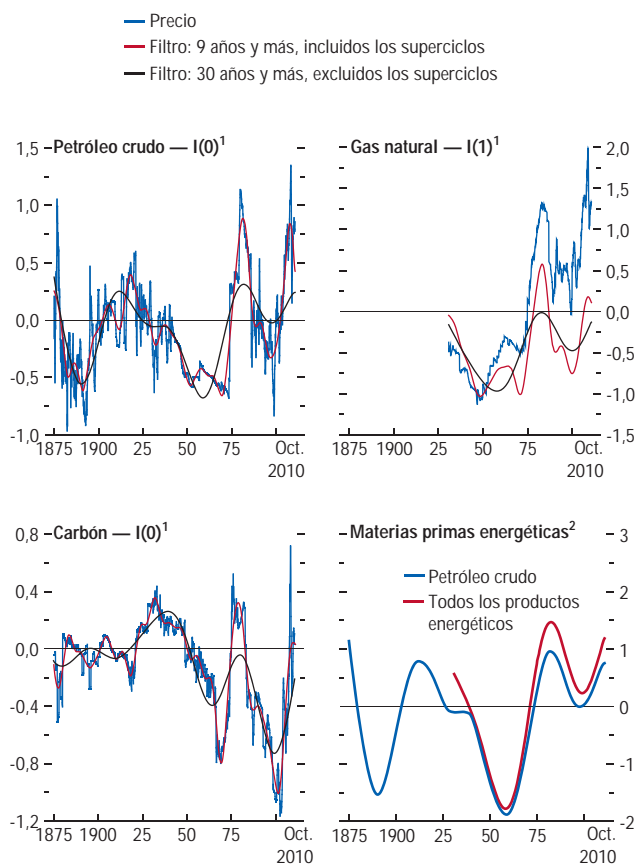 Precio
Filtro: 9 años y más, incluidos los superciclos
Filtro: 30 años y más, excluidos los superciclos
Petróleo crudo — I(0)¹
1,5
1,0
0,5
0,0
-0,5
-1,0
1875 1900 25 50 75 Oct.
2010
Gas natural — I(1)¹
2,0
1,5
1,0
0,5
0,0
-0,5
-1,0
-1,5
1875 1900 25 50 75 Oct.
2010
Carbón — I(0)¹
0,8
0,4
0,0
-0,4
-0,8
-1,2
1875 1900 25 50 75 Oct.
2010
Materias primas energéticas²
Petróleo crudo
Todos los productos
energéticos
3
2
1
0
-1
-2
1875 1900 25 50 75 Oct.
2010